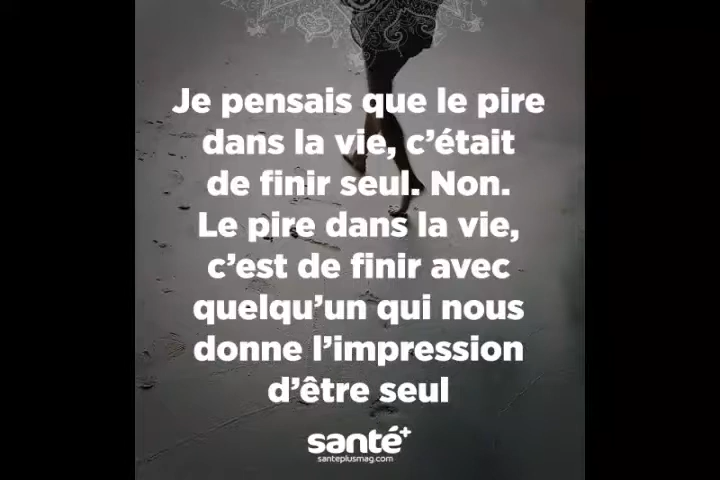 Je pensais que le pire
dans la vie, c’était
de finir seul. Non.
Le pire dans la vie,
c’est de finir avec
quelqu’un qui nous
donne l’impression
d’être seul
santé+
santeplusmag.com